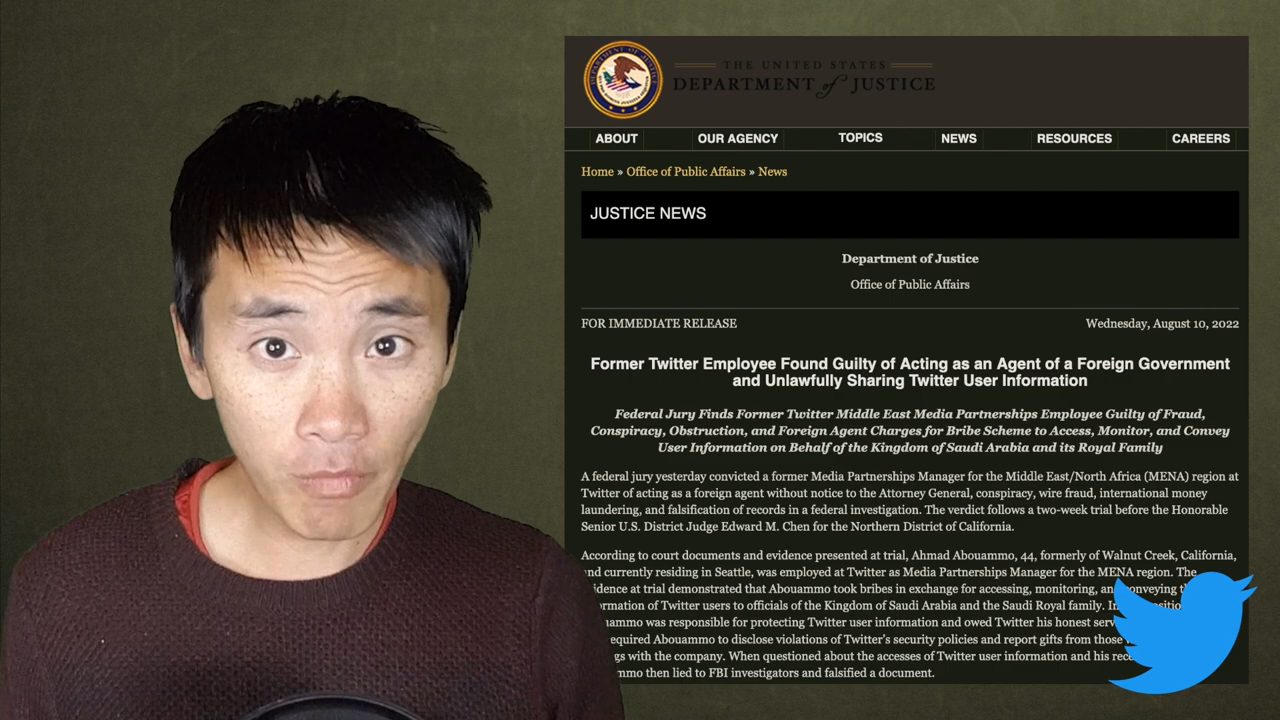 THE UNITED STATES
DEPARTMENT of JUSTICE
ABOUT OUR AGENCY TOPICS NEWS RESOURCES CAREERS
Home » Office of Public Affairs » News
JUSTICE NEWS
Department of Justice
Office of Public Affairs
FOR IMMEDIATE RELEASE Wednesday, August 10, 2022
Former Twitter Employee Found Guilty of Acting as an Agent of a Foreign Government
and Unlawfully Sharing Twitter User Information
Federal Jury Finds Former Twitter Middle East Media Partnerships Employee Guilty of Fraud,
Conspiracy, Obstruction, and Foreign Agent Charges for Bribe Scheme to Access, Monitor, and Convey
User Information on Behalf of the Kingdom of Saudi Arabia and its Royal Family
A federal jury yesterday convicted a former Media Partnerships Manager for the Middle East/North Africa (MENA) region at
Twitter of acting as a foreign agent without notice to the Attorney General, conspiracy, wire fraud, international money
laundering, and falsification of records in a federal investigation. The verdict follows a two-week trial before the Honorable
Senior U.S. District Judge Edward M. Chen for the Northern District of California.
According to court documents and evidence presented at trial, Ahmad Abouammo, 44, formerly of Walnut Creek, California,
and currently residing in Seattle, was employed at Twitter as Media Partnerships Manager for the MENA region. The
at trial demonstrated that Abouammo took bribes in exchange for accessing, monitoring, and conveying
of Twitter users to officials of the Kingdom of Saudi Arabia and the Saudi Royal family. In
was responsible for protecting Twitter user information and owed Twitter his honest
required Abouammo to disclose violations of Twitter's security policies and report gifts from those
with the company. When questioned about the accesses of Twitter user information and his
then lied to FBI investigators and falsified a document.